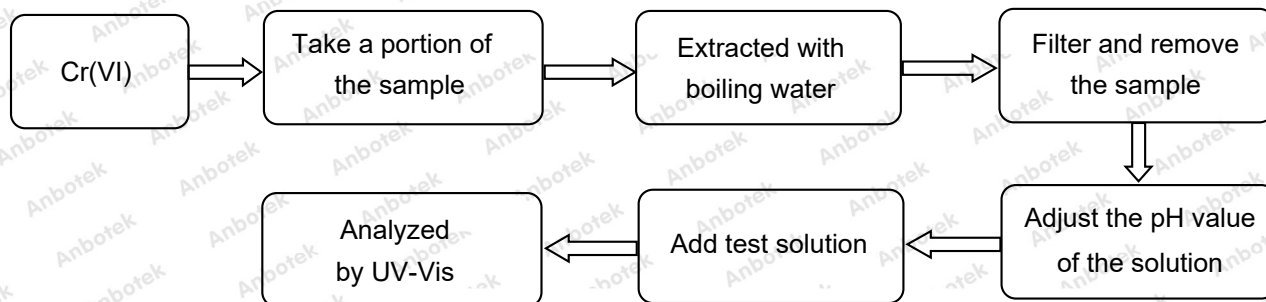 Cr(VI)
Take a portion of
the sample
Extracted with
boiling water
Filter and remove
the sample
Adjust the pH value
of the solution
Add test solution
Analyzed
by UV-Vis
Anbotek